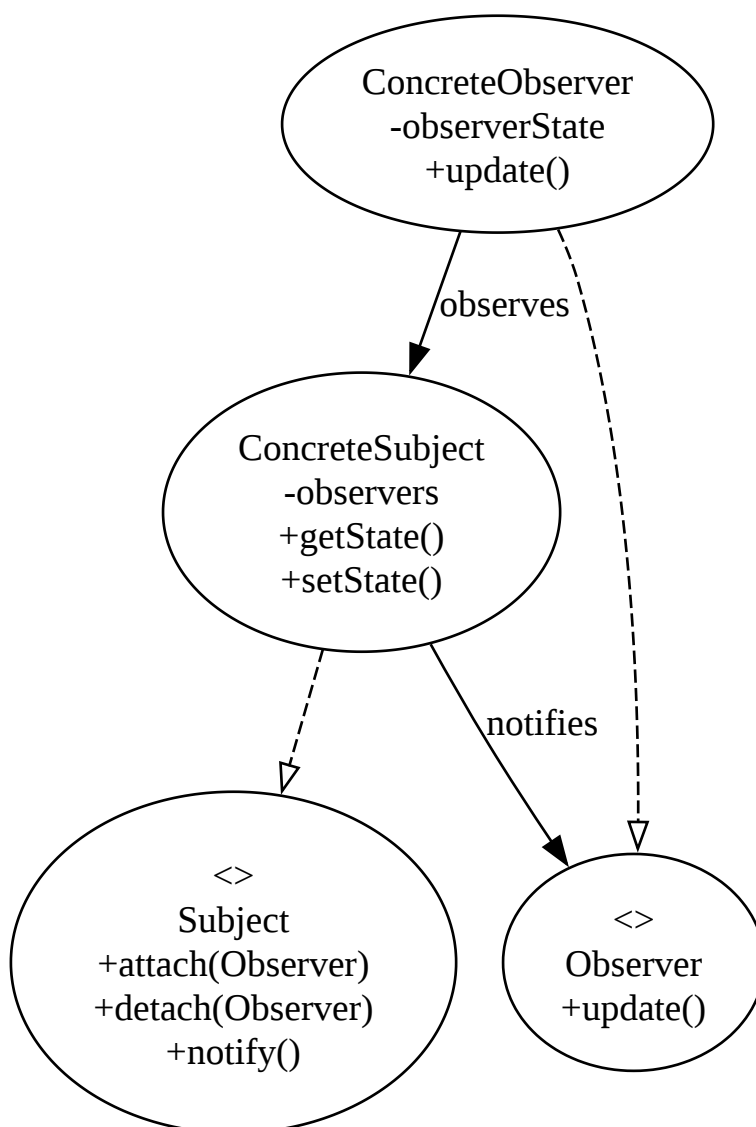 ConcreteObserver
-observerState
+update()
observes
ConcreteSubject
-observers
+getState()
+setState()
notifies
<>
Subject
+attach(Observer)
+detach(Observer)
+notify()
<>
Observer
+update()